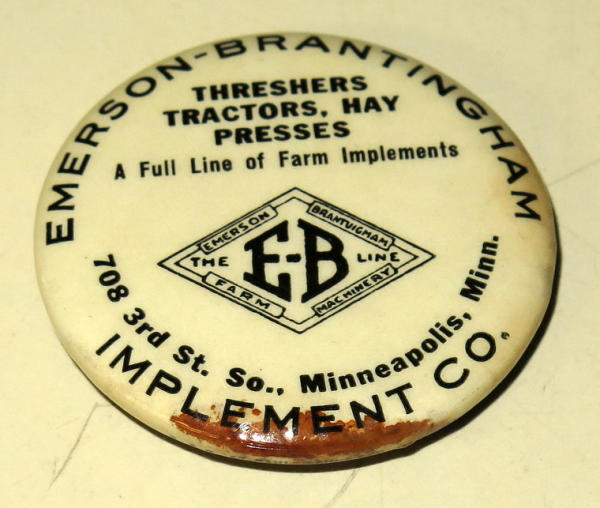 EMERSON-BRANTINGHAM
THRESHERS
TRACTORS, HAY
PRESSES
A Full Line of Farm Implements
EMERSON BRANTUIGHAM
THE E-B LINE
FARM MACHINERY
708 3rd St. So., Minneapolis, Minn.
IMPLEMENT CO.